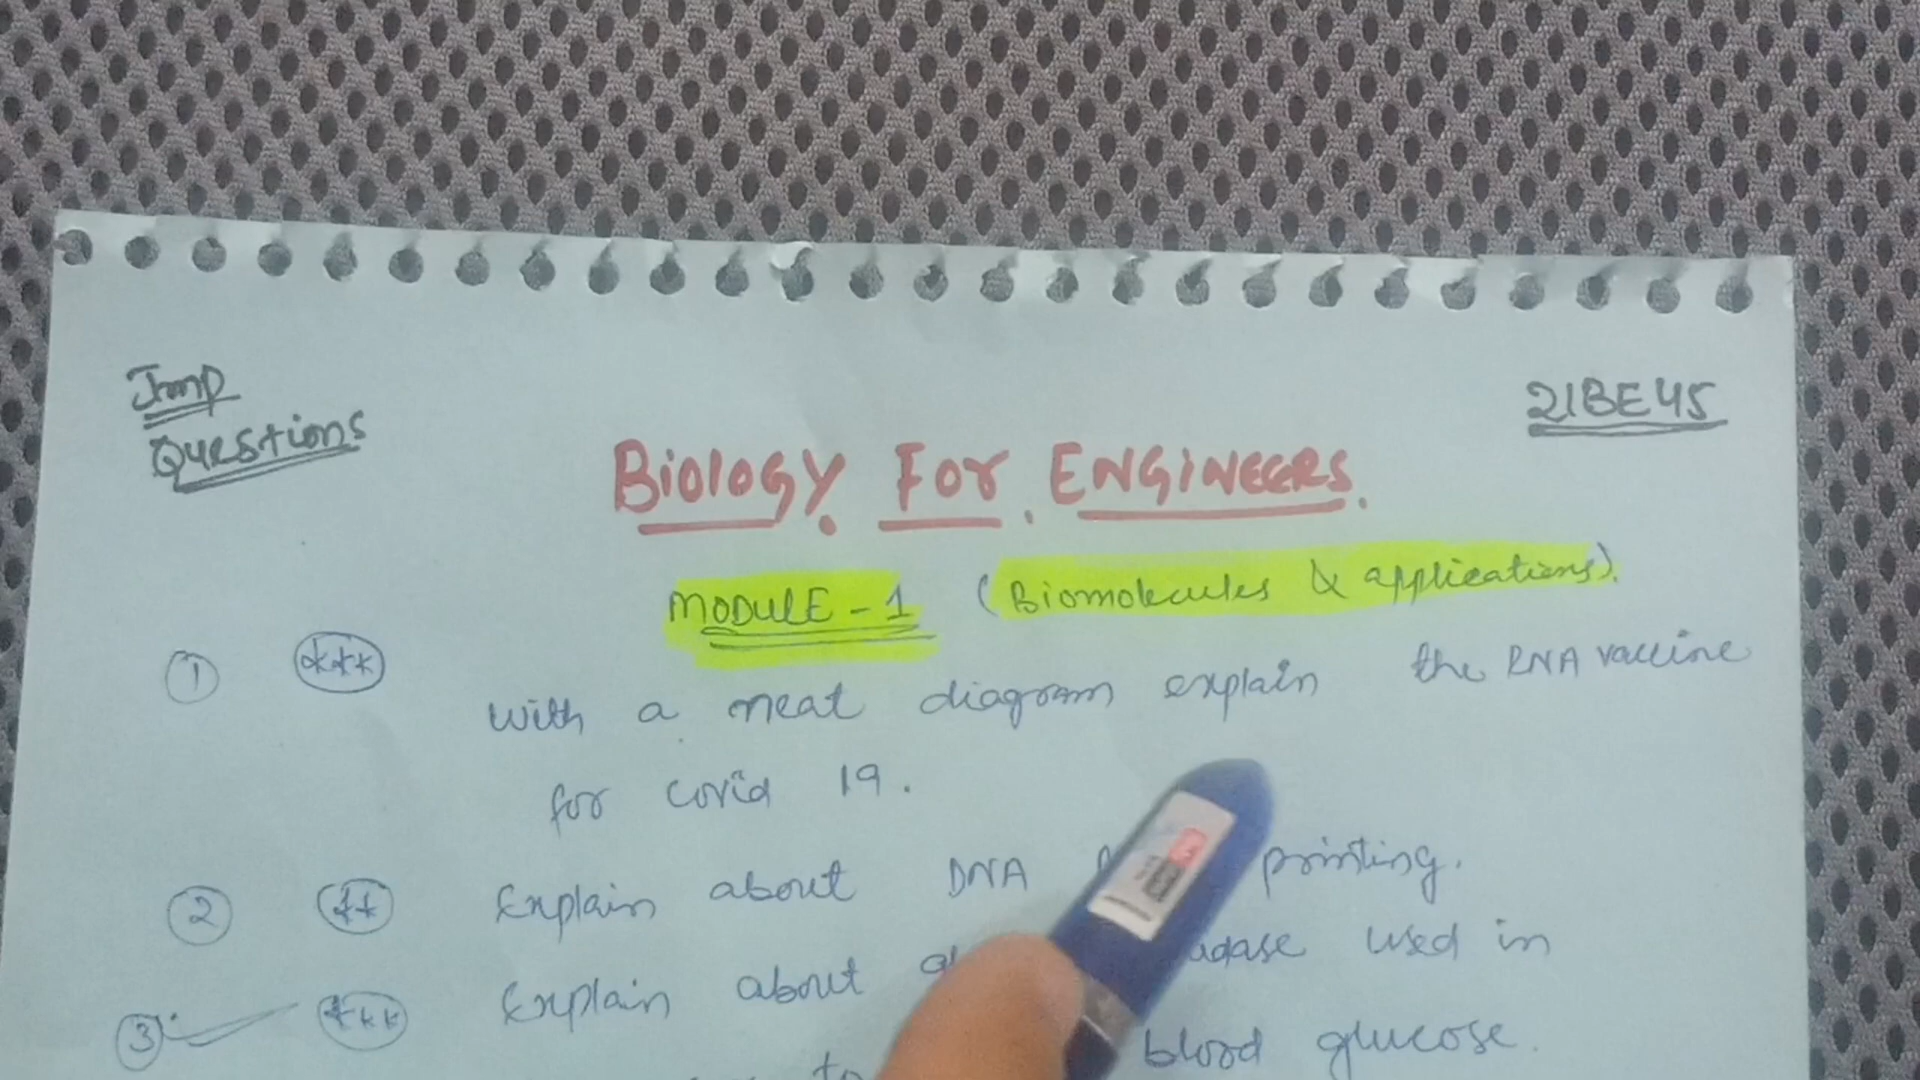 Imp
Questions
21BE45
Biology For Engineers.
Module - 1 (Biomolecules & applications).
1 *** With a neat diagram explain the RNA vaccine
for covid 19.
2 ** Explain about DNA printing.
3 *** Explain about used in
to blood glucose.